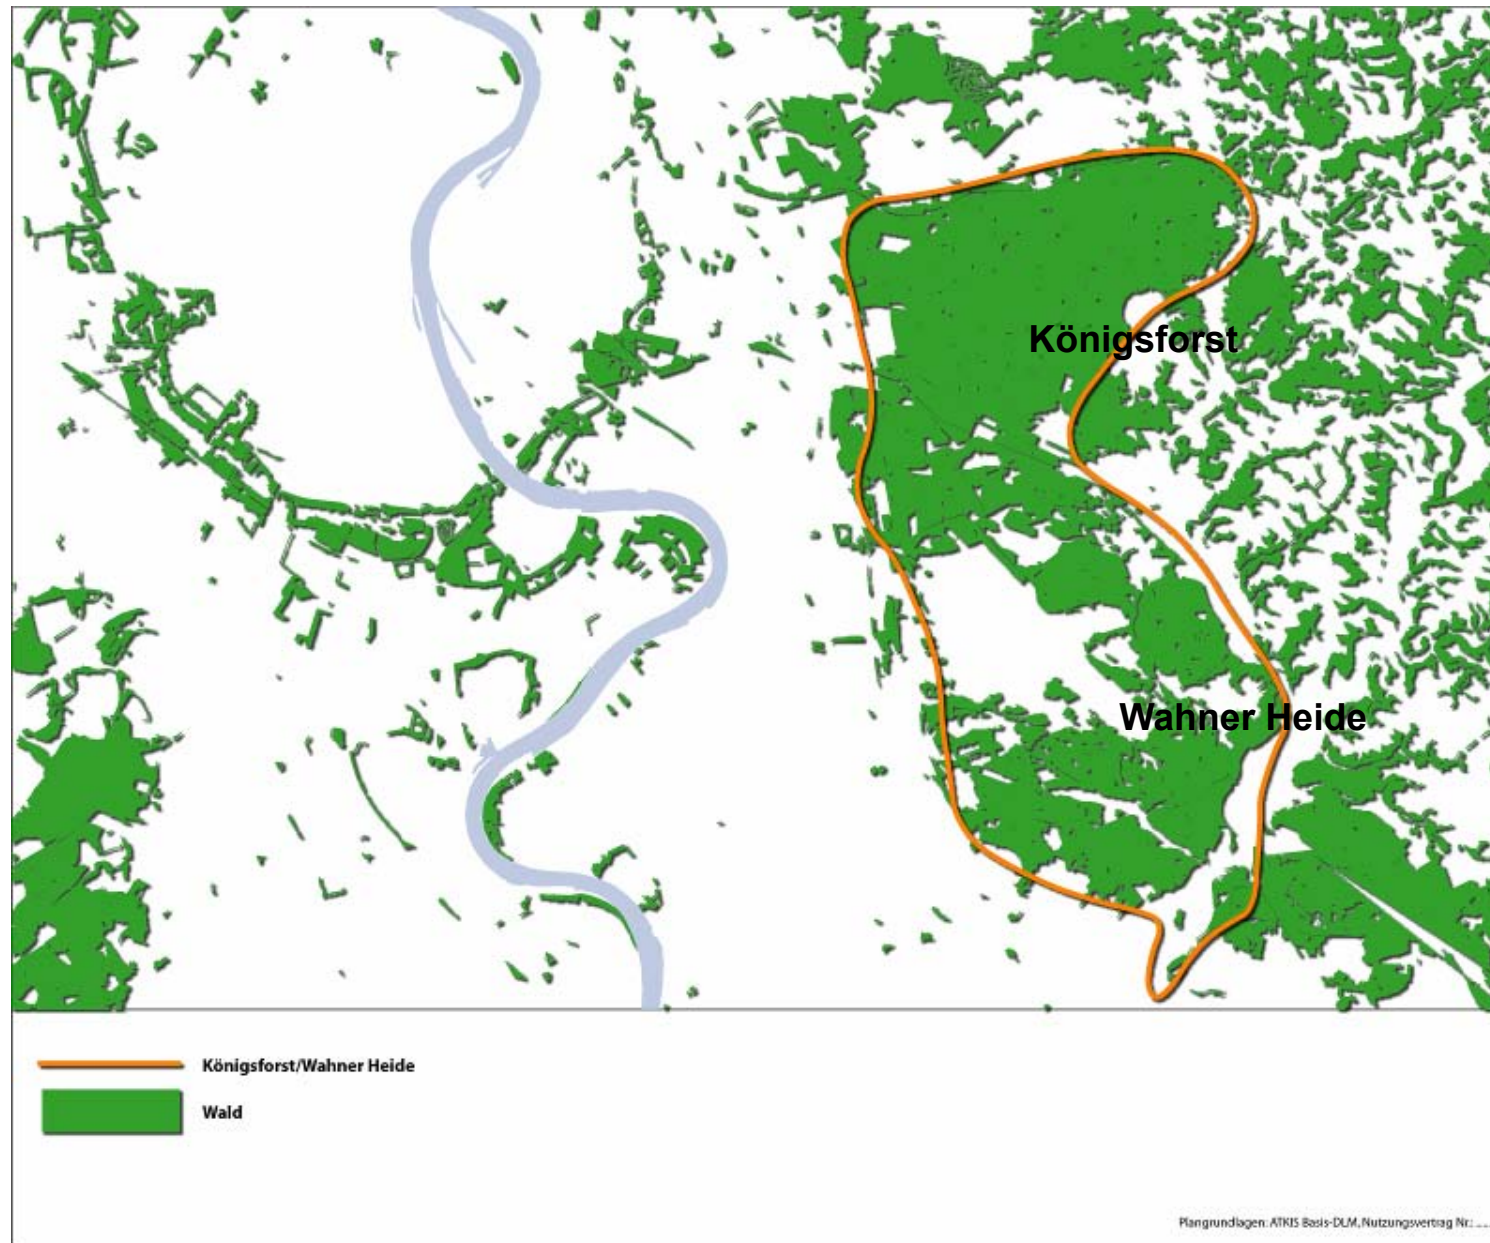 Königsforst
Wahner Heide
Königsforst/Wahner Heide
Wald
Plangrundlagen: ATKIS Basis-DLM, Nutzungsvertrag Nr.: ...